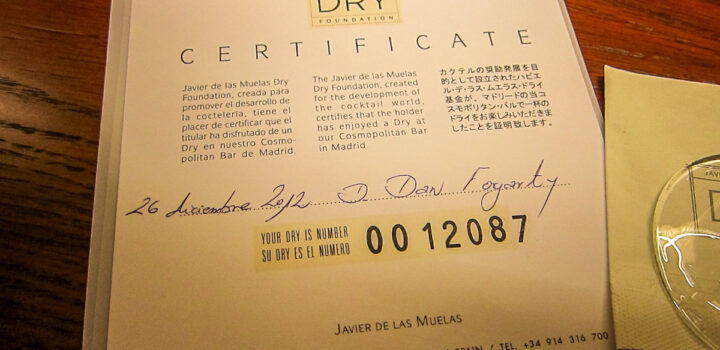 DRY
FOUNDATION
CERTIFICATE
Javier de las Muelas Dry
Foundation, creada para
promover el desarrollo de
la coctelería, tiene el
placer de certificar que el
titular ha disfrutado de un
Dry en nuestro Cosmo-
politan Bar de Madrid.
The Javier de las Muelas
Dry Foundation, created
for the development of
the cocktail world,
certifies that the holder
has enjoyed a Dry at
our Cosmopolitan Bar
in Madrid.
カクテルの奨励発展を目
的として設立されたハビエ
ル・デ・ラス・ムエラス・ドライ
基金が、マドリードの当コ
スモポリタン・バルで一杯の
ドライをお楽しみいただきま
したことを証明致します。
26 diciembre 2012 D. Dan Fogarty
YOUR DRY IS NUMBER
SU DRY ES EL NUMERO
0012087
JAVIER DE LAS MUELAS
/ TEL. +34 914 316 700